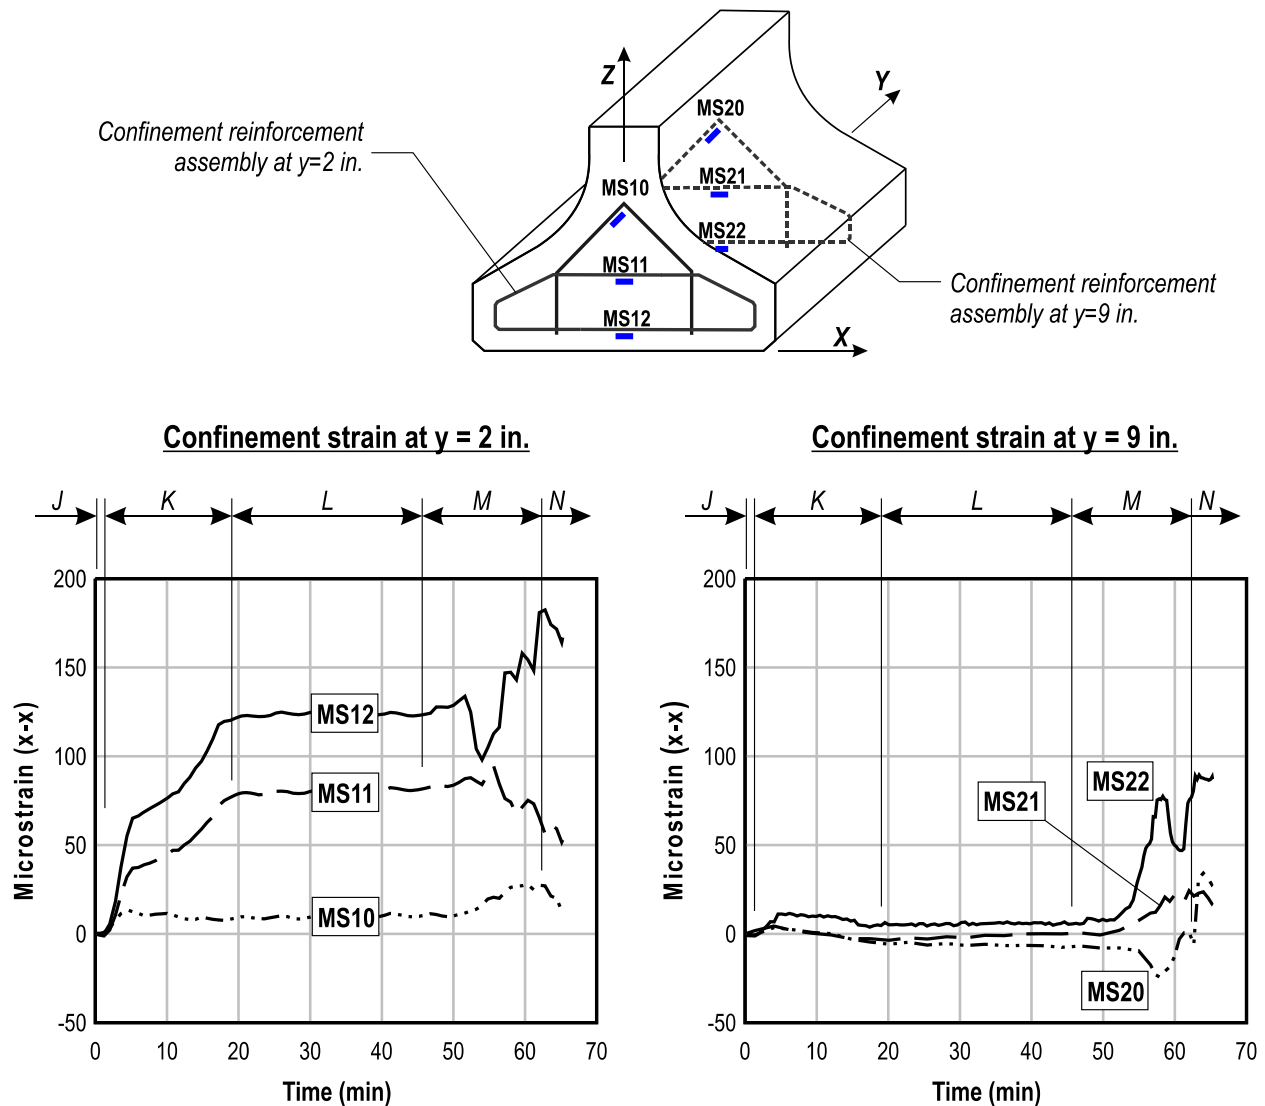 Z
Y
MS20
Confinement reinforcement
assembly at y=2 in.
MS10
MS21
MS22
MS11
Confinement reinforcement
assembly at y=9 in.
MS12
X
Confinement strain at y = 2 in.
J K L M N
200
150
100
50
0
-50
0 10 20 30 40 50 60 70
Microstrain (x-x)
Time (min)
MS12
MS11
MS10
Confinement strain at y = 9 in.
J K L M N
200
150
100
50
0
-50
0 10 20 30 40 50 60 70
Microstrain (x-x)
Time (min)
MS22
MS21
MS20